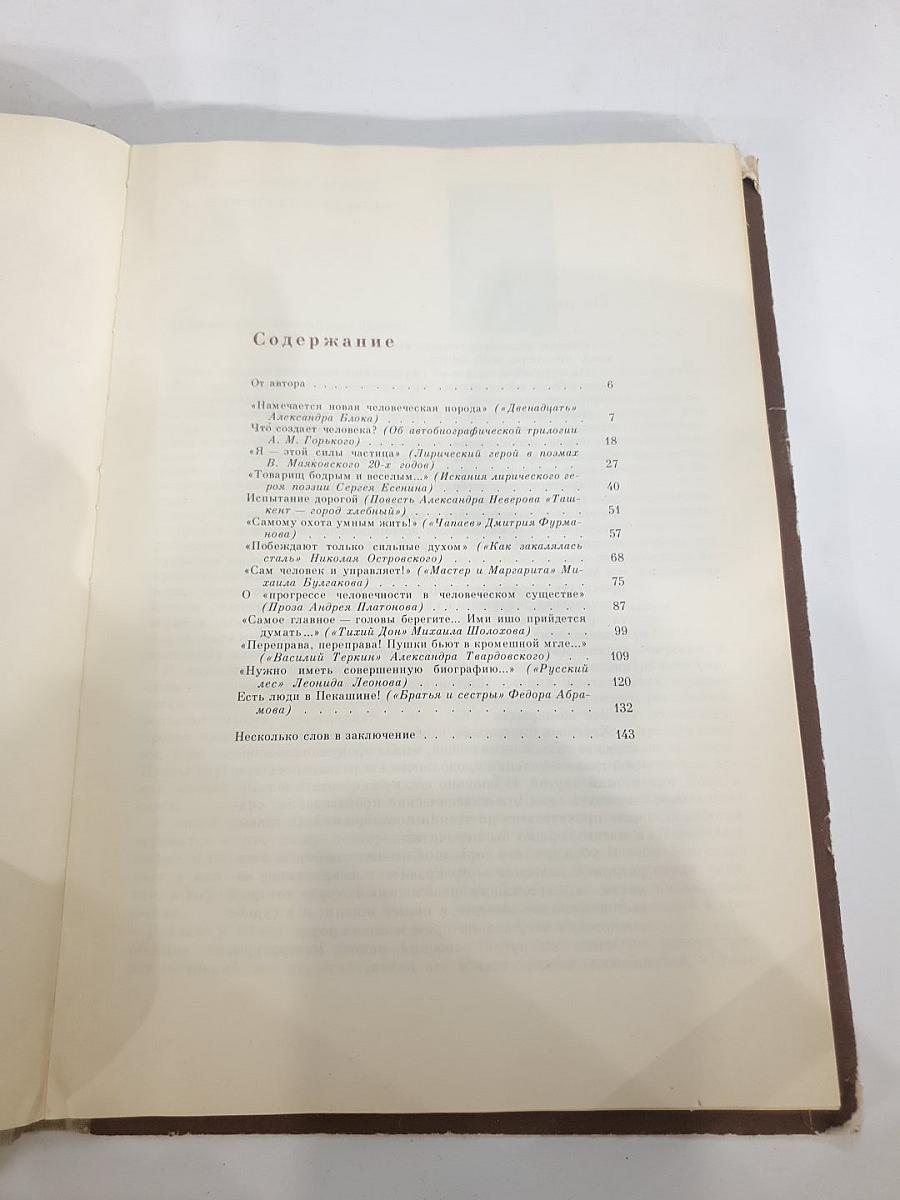 Содержание
От автора . . . . . . . . . . . . . . . . . . 6
«Намечается новая человеческая порода» («Двенадцать»
Александра Блока) . . . . . . . . . . . . . 7
Что создает человека? (Об автобиографической трилогии
А. М. Горького) . . . . . . . . . . . . . . 18
«Я — этой силы частица» (Лирический герой в поэмах
В. Маяковского 20-х годов) . . . . . . . . . 27
«Товарищ бодрым и веселым...» (Искания лирического ге-
роя поэзии Сергея Есенина) . . . . . . . . . 40
Испытание дорогой (Повесть Александра Неверова «Таш-
кент — город хлебный») . . . . . . . . . . . 51
«Самому охота умным жить!» («Чапаев» Дмитрия Фурма-
нова) . . . . . . . . . . . . . . . . . . 57
«Побеждают только сильные духом» («Как закалялась
сталь» Николая Островского) . . . . . . . . 68
«Сам человек и управляет!» («Мастер и Маргарита» Ми-
хаила Булгакова) . . . . . . . . . . . . . 75
О «прогрессе человечности в человеческом существе»
(Проза Андрея Платонова) . . . . . . . . . . 87
«Самое главное — головы берегите... Ими ишо прийдется
думать...» («Тихий Дон» Михаила Шолохова) . . . 99
«Переправа, переправа! Пушки бьют в кромешной мгле...»
(«Василий Теркин» Александра Твардовского) . . 109
«Нужно иметь совершенную биографию...» («Русский
лес» Леонида Леонова) . . . . . . . . . . . 120
Есть люди в Пекашине! («Братья и сестры» Федора Абра-
мова) . . . . . . . . . . . . . . . . . . 132
Несколько слов в заключение . . . . . . . . . . 143